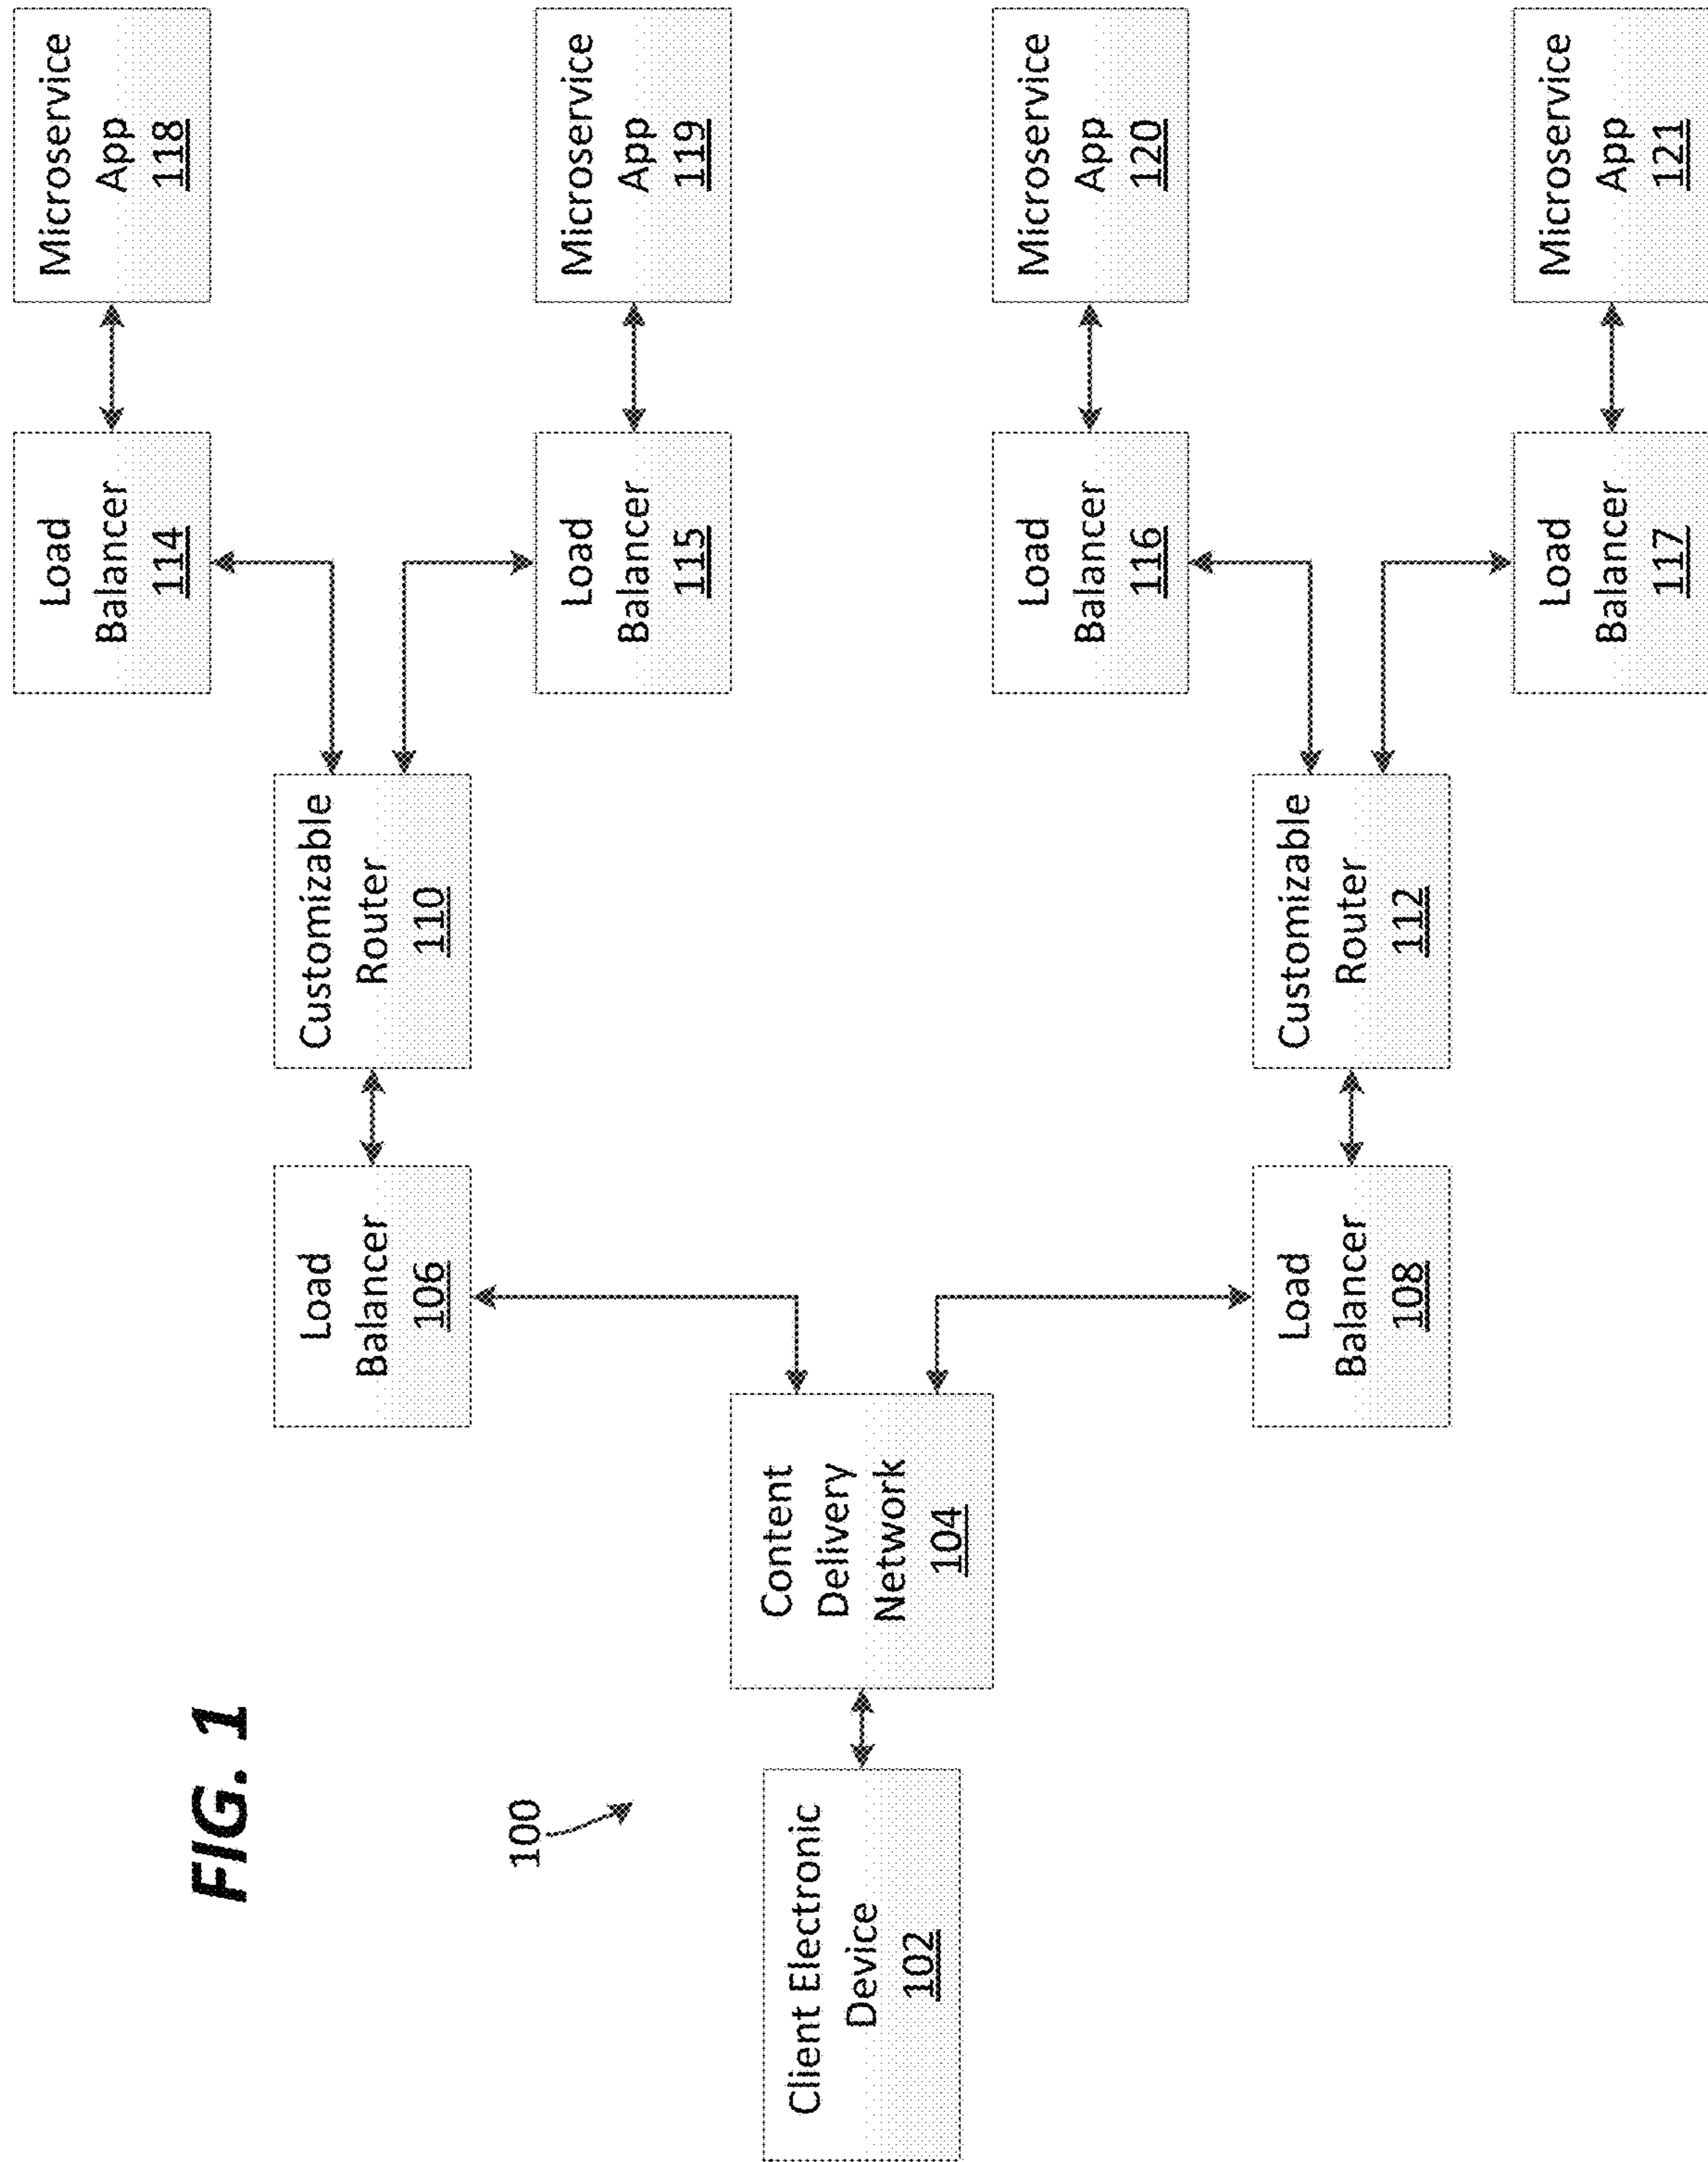 FIG. 1
100
Client Electronic
Device
102
Content
Delivery
Network
104
Load
Balancer
106
Load
Balancer
108
Customizable
Router
110
Customizable
Router
112
Load
Balancer
114
Load
Balancer
115
Load
Balancer
116
Load
Balancer
117
Microservice
App
118
Microservice
App
119
Microservice
App
120
Microservice
App
121